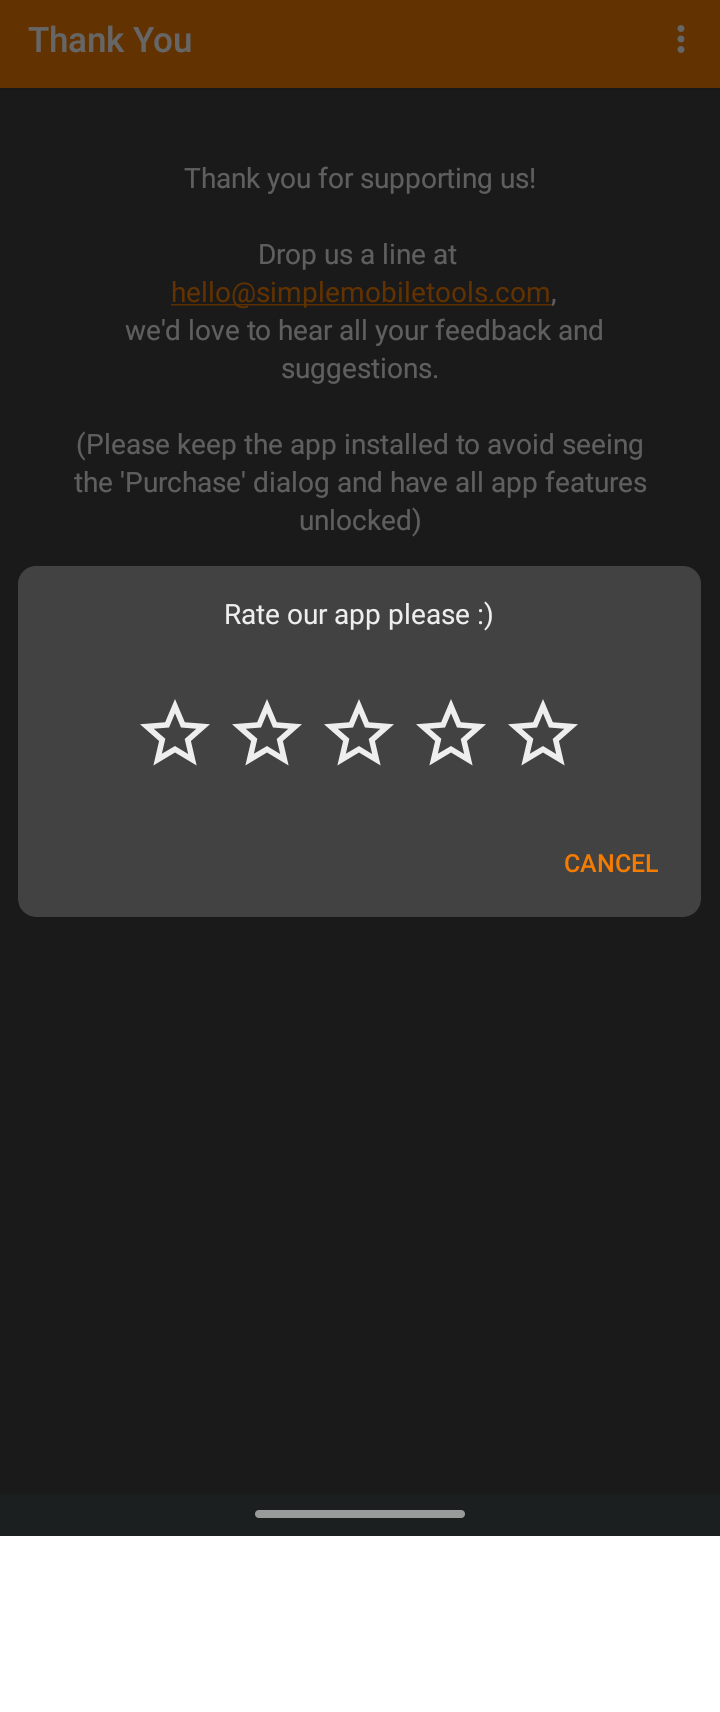 Thank You
Thank you for supporting us!
Drop us a line at
hello@simplemobiletools.com,
we'd love to hear all your feedback and
suggestions.
(Please keep the app installed to avoid seeing
the 'Purchase' dialog and have all app features
unlocked)
Rate our app please :)
CANCEL